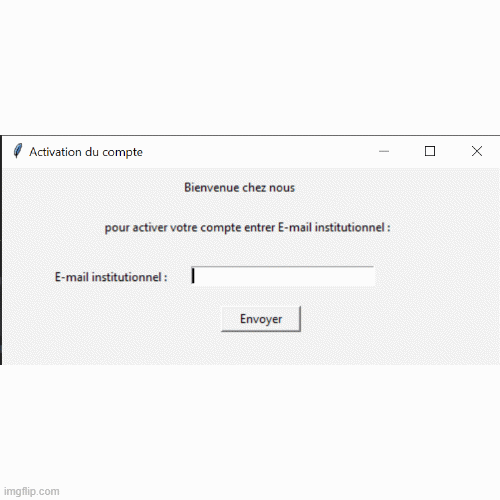 Activation du compte
Bienvenue chez nous
pour activer votre compte entrer E-mail institutionnel :
E-mail institutionnel :
Envoyer
imgflip.com